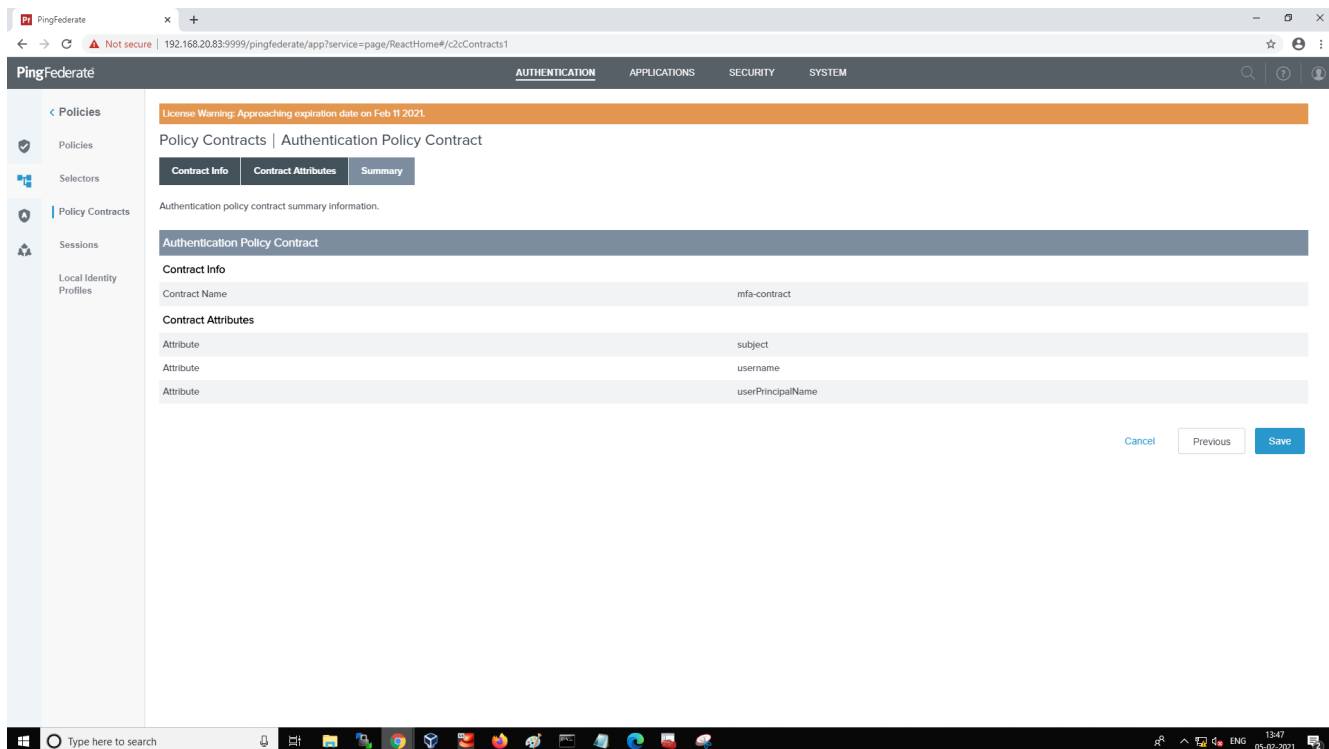 Pf PingFederate
Not secure 192.168.20.83:9999/pingfederate/app?service=page/ReactHome#/c2cContracts1
PingFederate AUTHENTICATION APPLICATIONS SECURITY SYSTEM
Policies
Policies
Selectors
Policy Contracts
Sessions
Local Identity
Profiles
License Warning: Approaching expiration date on Feb 11 2021.
Policy Contracts | Authentication Policy Contract
Contract Info Contract Attributes Summary
Authentication policy contract summary information.
Authentication Policy Contract
Contract Info
Contract Name mfa-contract
Contract Attributes
Attribute subject
Attribute username
Attribute userPrincipalName
Cancel Previous Save
Type here to search
ENG 13:47
05-02-2021